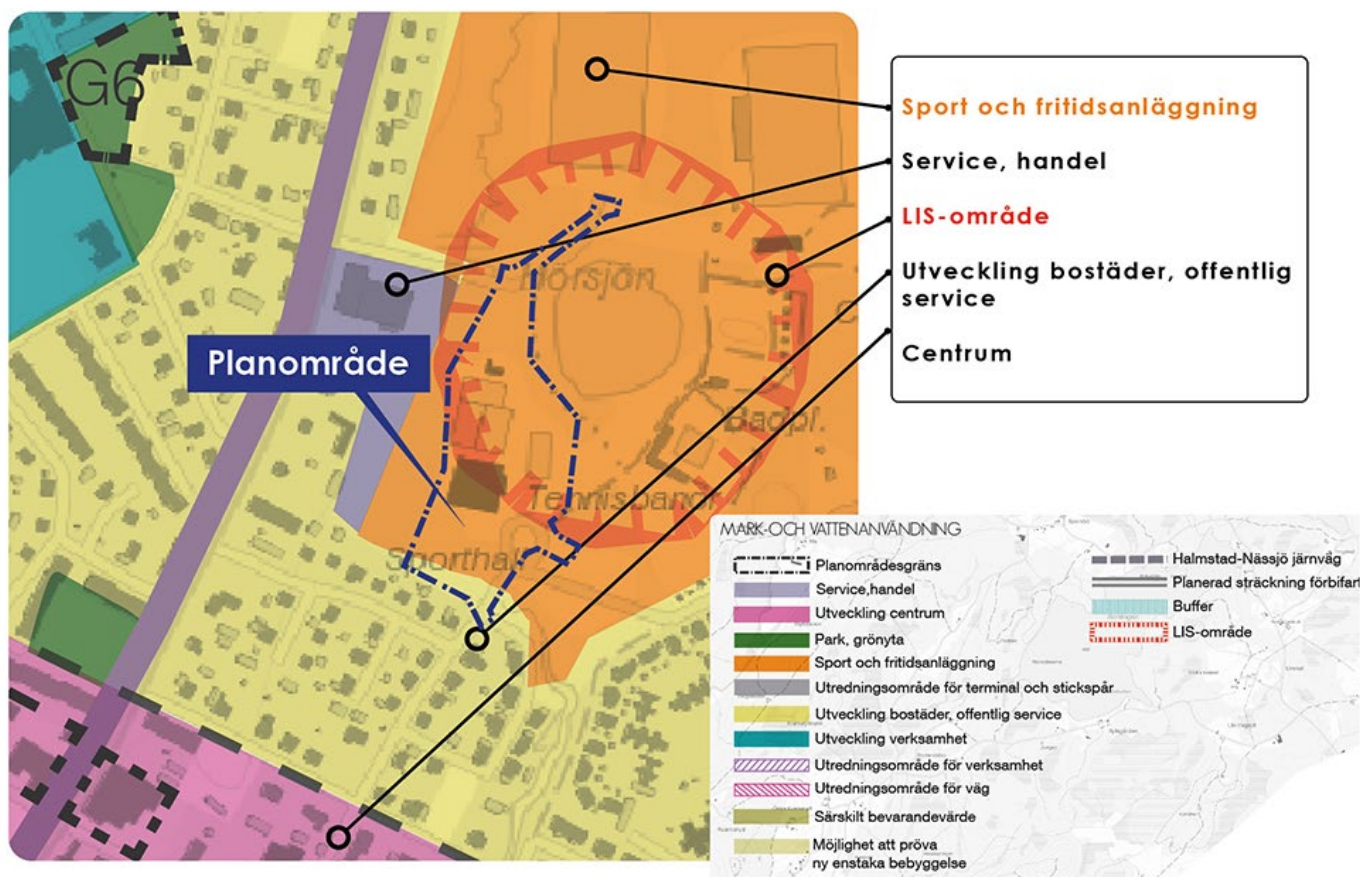 G6
Hörsjön
Planområde
Badpl.
Tennisbanor
Sporthall
Sport och fritidsanläggning
Service, handel
LIS-område
Utveckling bostäder, offentlig
service
Centrum
MARK-OCH VATTENANVÄNDNING
Planområdesgräns
Service,handel
Utveckling centrum
Park, grönyta
Sport och fritidsanläggning
Utredningsområde för terminal och stickspår
Utveckling bostäder, offentlig service
Utveckling verksamhet
Utredningsområde för verksamhet
Utredningsområde för väg
Särskilt bevarandevärde
Möjlighet att pröva
ny enstaka bebyggelse
Halmstad-Nässjö järnväg
Planerad sträckning förbifart
Buffer
LIS-område